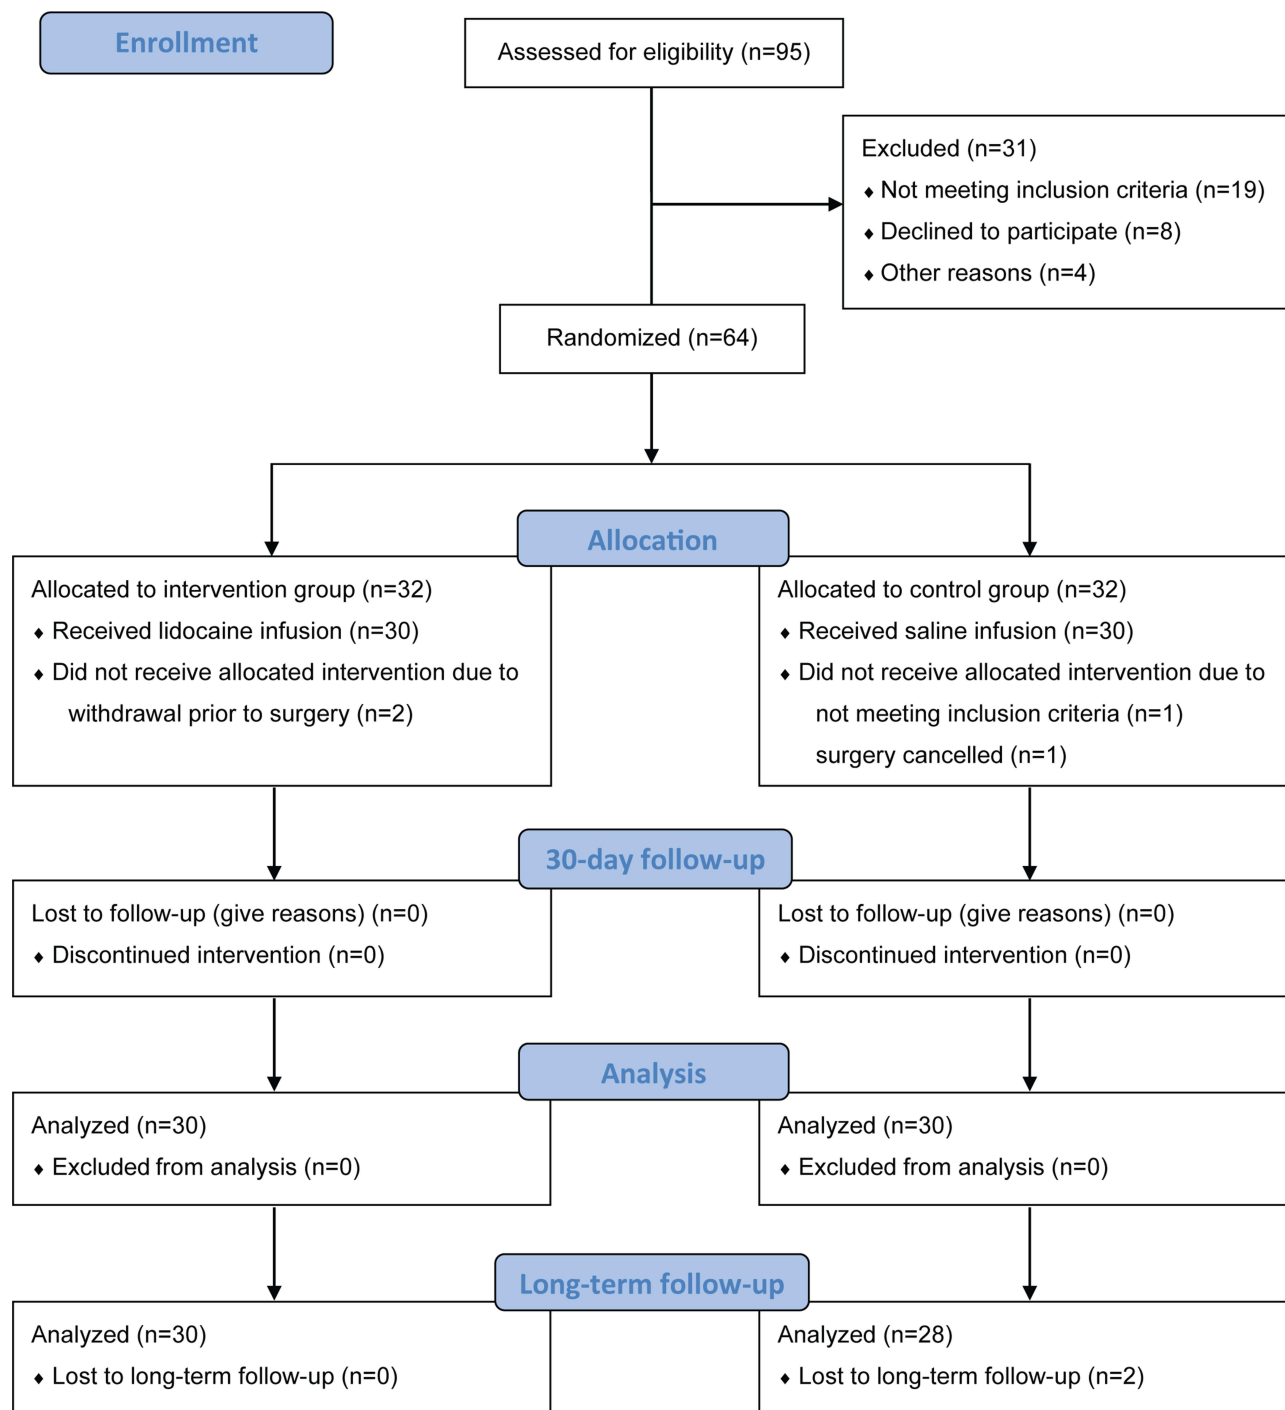 Enrollment
Assessed for eligibility (n=95)
Excluded (n=31)
♦ Not meeting inclusion criteria (n=19)
♦ Declined to participate (n=8)
♦ Other reasons (n=4)
Randomized (n=64)
Allocation
Allocated to intervention group (n=32)
♦ Received lidocaine infusion (n=30)
♦ Did not receive allocated intervention due to
withdrawal prior to surgery (n=2)
Allocated to control group (n=32)
♦ Received saline infusion (n=30)
♦ Did not receive allocated intervention due to
not meeting inclusion criteria (n=1)
surgery cancelled (n=1)
30-day follow-up
Lost to follow-up (give reasons) (n=0)
♦ Discontinued intervention (n=0)
Lost to follow-up (give reasons) (n=0)
♦ Discontinued intervention (n=0)
Analysis
Analyzed (n=30)
♦ Excluded from analysis (n=0)
Analyzed (n=30)
♦ Excluded from analysis (n=0)
Long-term follow-up
Analyzed (n=30)
♦ Lost to long-term follow-up (n=0)
Analyzed (n=28)
♦ Lost to long-term follow-up (n=2)